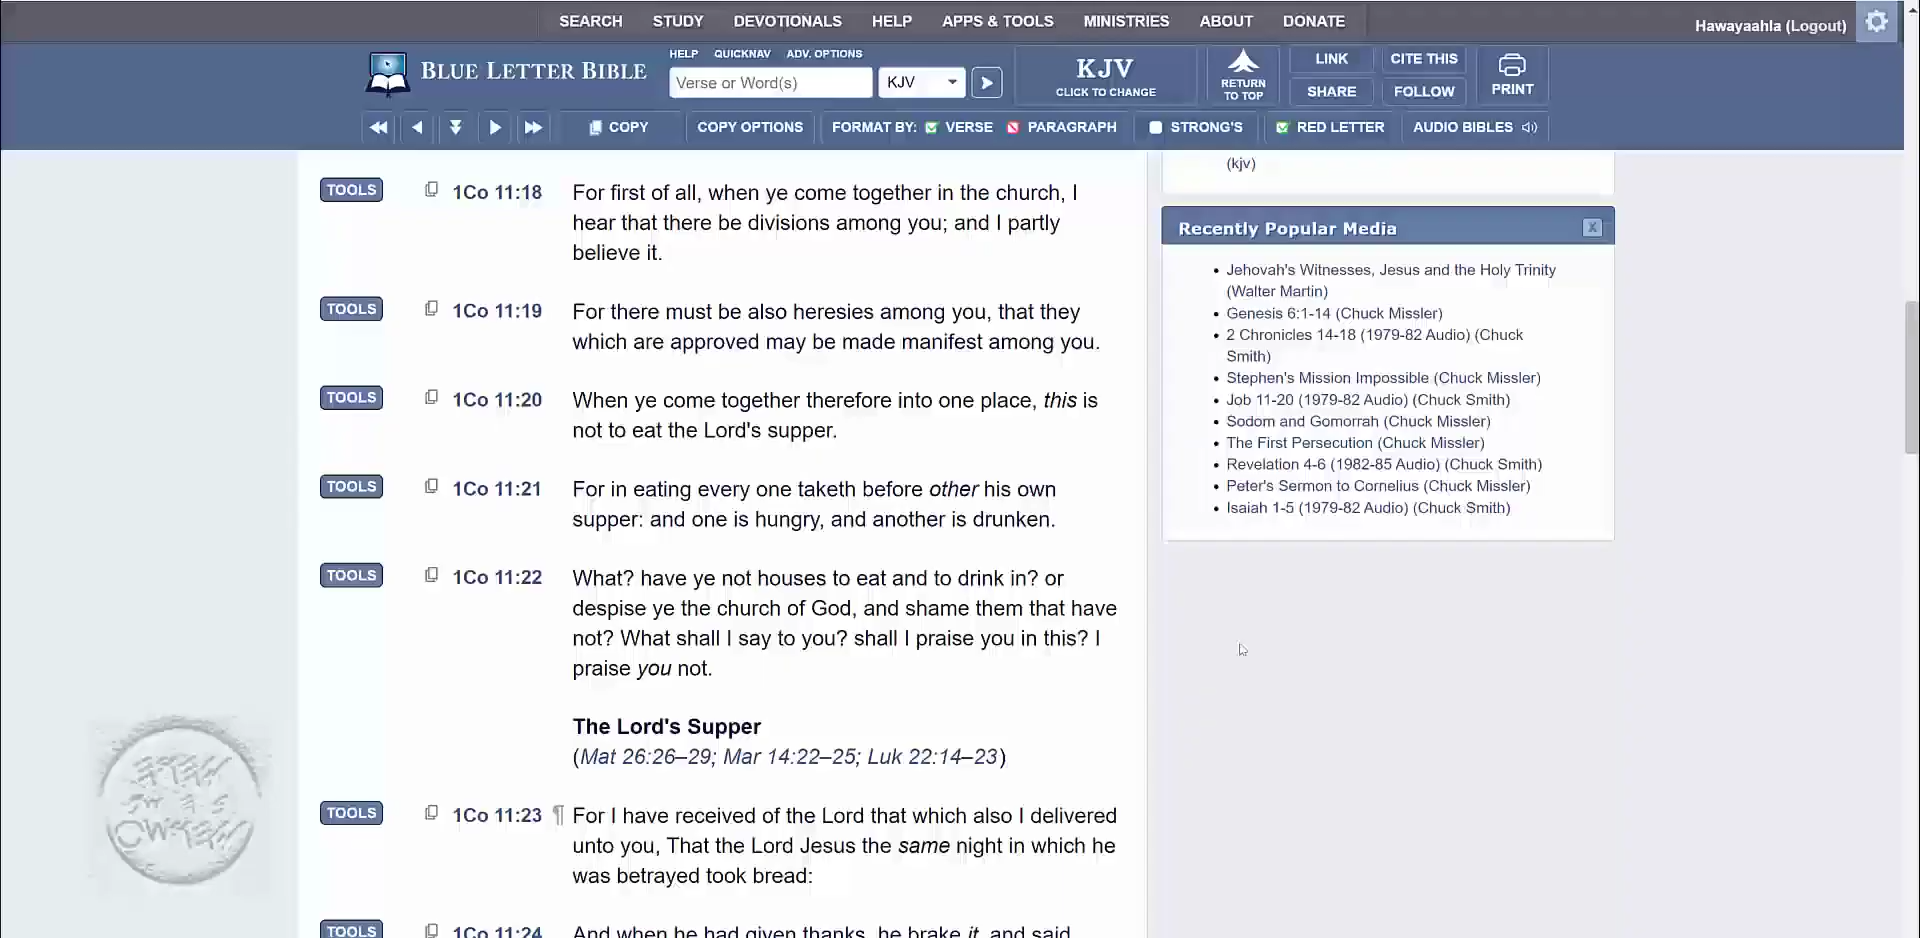 SEARCH STUDY DEVOTIONALS HELP APPS & TOOLS MINISTRIES ABOUT DONATE
Hawayaahla (Logout)
BLUE LETTER BIBLE
HELP QUICKNAV ADV. OPTIONS
Verse or Word(s) KJV
KJV
CLICK TO CHANGE
RETURN
TO TOP
LINK CITE THIS
SHARE FOLLOW
PRINT
COPY COPY OPTIONS FORMAT BY: VERSE PARAGRAPH STRONG'S RED LETTER AUDIO BIBLES
TOOLS 1Co 11:18 For first of all, when ye come together in the church, I
hear that there be divisions among you; and I partly
believe it.
TOOLS 1Co 11:19 For there must be also heresies among you, that they
which are approved may be made manifest among you.
TOOLS 1Co 11:20 When ye come together therefore into one place, this is
not to eat the Lord's supper.
TOOLS 1Co 11:21 For in eating every one taketh before other his own
supper: and one is hungry, and another is drunken.
TOOLS 1Co 11:22 What? have ye not houses to eat and to drink in? or
despise ye the church of God, and shame them that have
not? What shall I say to you? shall I praise you in this? I
praise you not.
The Lord's Supper
(Mat 26:26–29; Mar 14:22–25; Luk 22:14–23)
TOOLS 1Co 11:23 ¶ For I have received of the Lord that which also I delivered
unto you, That the Lord Jesus the same night in which he
was betrayed took bread:
TOOLS 1Co 11:24 And when he had given thanks, he brake it, and said,
(kjv)
Recently Popular Media
x
• Jehovah's Witnesses, Jesus and the Holy Trinity
(Walter Martin)
• Genesis 6:1-14 (Chuck Missler)
• 2 Chronicles 14-18 (1979-82 Audio) (Chuck
Smith)
• Stephen's Mission Impossible (Chuck Missler)
• Job 11-20 (1979-82 Audio) (Chuck Smith)
• Sodom and Gomorrah (Chuck Missler)
• The First Persecution (Chuck Missler)
• Revelation 4-6 (1982-85 Audio) (Chuck Smith)
• Peter's Sermon to Cornelius (Chuck Missler)
• Isaiah 1-5 (1979-82 Audio) (Chuck Smith)